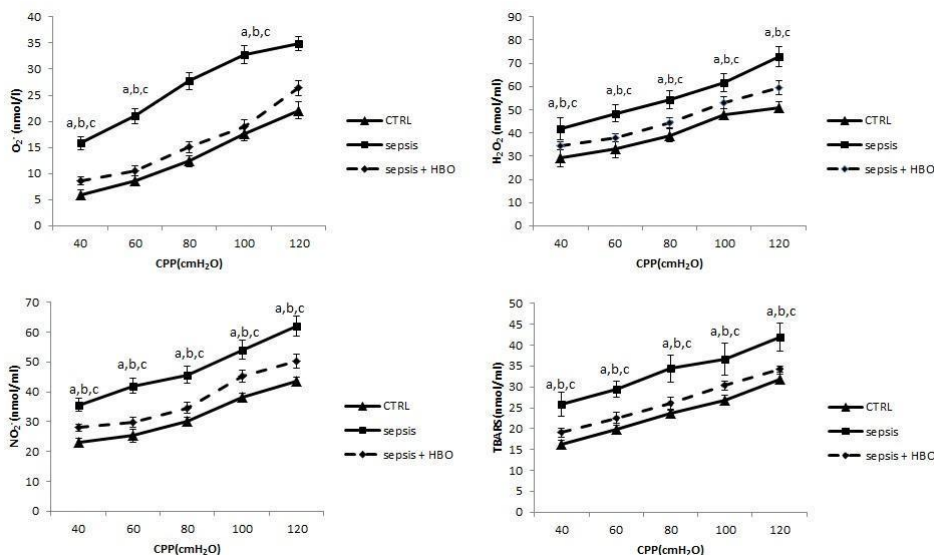 O₂⁻ (nmol/l)
40
35
30
25
20
15
10
5
0
a,b,c
a,b,c
a,b,c
40 60 80 100 120
CPP(cmH₂O)
CTRL
sepsis
sepsis + HBO
H₂O₂ (nmol/ml)
90
80
70
60
50
40
30
20
10
0
a,b,c
a,b,c
a,b,c
a,b,c
a,b,c
40 60 80 100 120
CPP(cmH₂O)
CTRL
sepsis
sepsis + HBO
NO₂⁻(nmol/ml)
70
60
50
40
30
20
10
0
a,b,c
a,b,c
a,b,c
a,b,c
a,b,c
40 60 80 100 120
CPP(cmH₂O)
CTRL
sepsis
sepsis + HBO
TBARS(nmol/ml)
50
45
40
35
30
25
20
15
10
5
0
a,b,c
a,b,c
a,b,c
a,b,c
a,b,c
40 60 80 100 120
CPP(cmH₂O)
CTRL
sepsis
sepsis + HBO